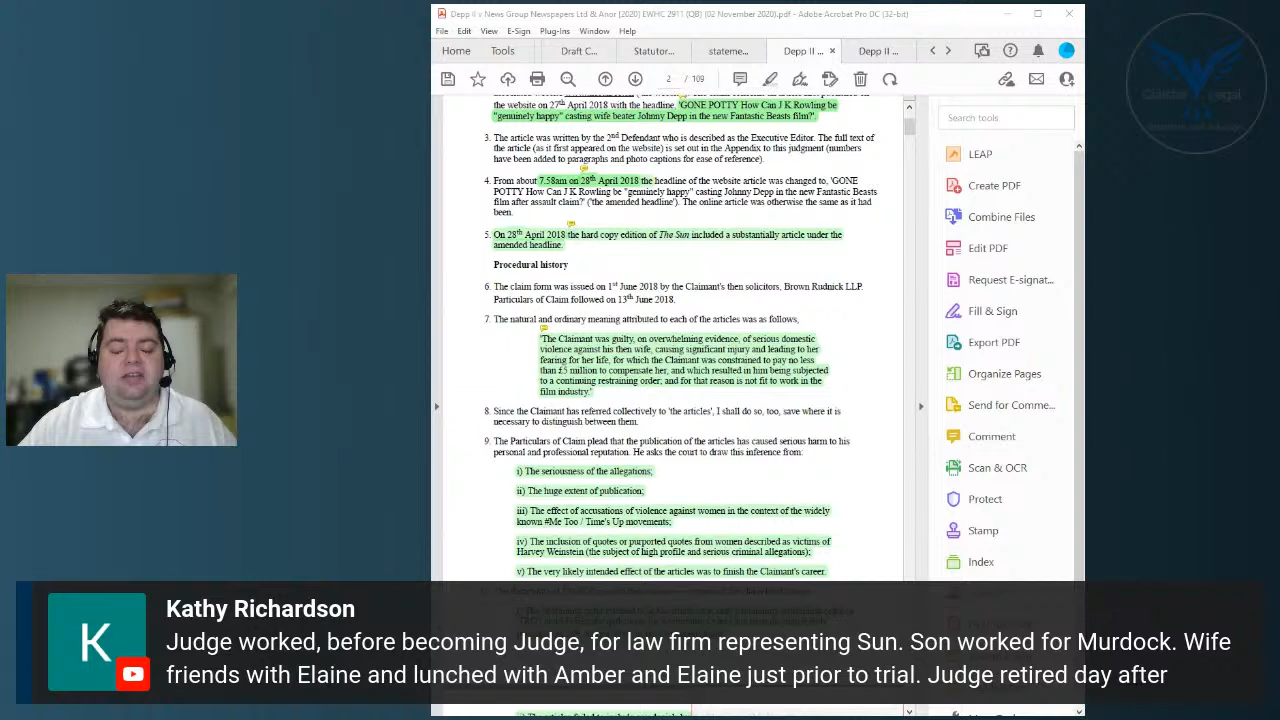 Depp II v News Group Newspapers Ltd & Anor [2020] EWHC 2911 (QB) (02 November 2020).pdf - Adobe Acrobat Pro DC (32-bit)
File Edit View E-Sign Plug-Ins Window Help
Home Tools Draft C... Statutor... stateme... Depp II ... × Depp II ...
2 / 109
the website on 27th April 2018 with the headline, 'GONE POTTY How Can J K Rowling be
"genuinely happy" casting wife beater Johnny Depp in the new Fantastic Beasts film?'.
3. The article was written by the 2nd Defendant who is described as the Executive Editor. The full text of
the article (as it first appeared on the website) is set out in the Appendix to this judgment (numbers
have been added to paragraphs and photo captions for ease of reference).
4. From about 7.58am on 28th April 2018 the headline of the website article was changed to, 'GONE
POTTY How Can J K Rowling be "genuinely happy" casting Johnny Depp in the new Fantastic Beasts
film after assault claim?' ('the amended headline'). The online article was otherwise the same as it had
been.
5. On 28th April 2018 the hard copy edition of The Sun included a substantially article under the
amended headline.
Procedural history
6. The claim form was issued on 1st June 2018 by the Claimant's then solicitors, Brown Rudnick LLP.
Particulars of Claim followed on 13th June 2018.
7. The natural and ordinary meaning attributed to each of the articles was as follows,
'The Claimant was guilty, on overwhelming evidence, of serious domestic
violence against his then wife, causing significant injury and leading to her
fearing for her life, for which the Claimant was constrained to pay no less
than £5 million to compensate her, and which resulted in him being subjected
to a continuing restraining order; and for that reason is not fit to work in the
film industry.'
8. Since the Claimant has referred collectively to 'the articles', I shall do so, too, save where it is
necessary to distinguish between them.
9. The Particulars of Claim plead that the publication of the articles has caused serious harm to his
personal and professional reputation. He asks the court to draw this inference from:
i) The seriousness of the allegations;
ii) The huge extent of publication;
iii) The effect of accusations of violence against women in the context of the widely
known #Me Too / Time's Up movements;
iv) The inclusion of quotes or purported quotes from women described as victims of
Harvey Weinstein (the subject of high profile and serious criminal allegations);
v) The very likely intended effect of the articles was to finish the Claimant's career.
Search tools
LEAP
Create PDF
Combine Files
Edit PDF
Request E-signat...
Fill & Sign
Export PDF
Organize Pages
Send for Comme...
Comment
Scan & OCR
Protect
Stamp
Index
K
Kathy Richardson
Judge worked, before becoming Judge, for law firm representing Sun. Son worked for Murdock. Wife
friends with Elaine and lunched with Amber and Elaine just prior to trial. Judge retired day after